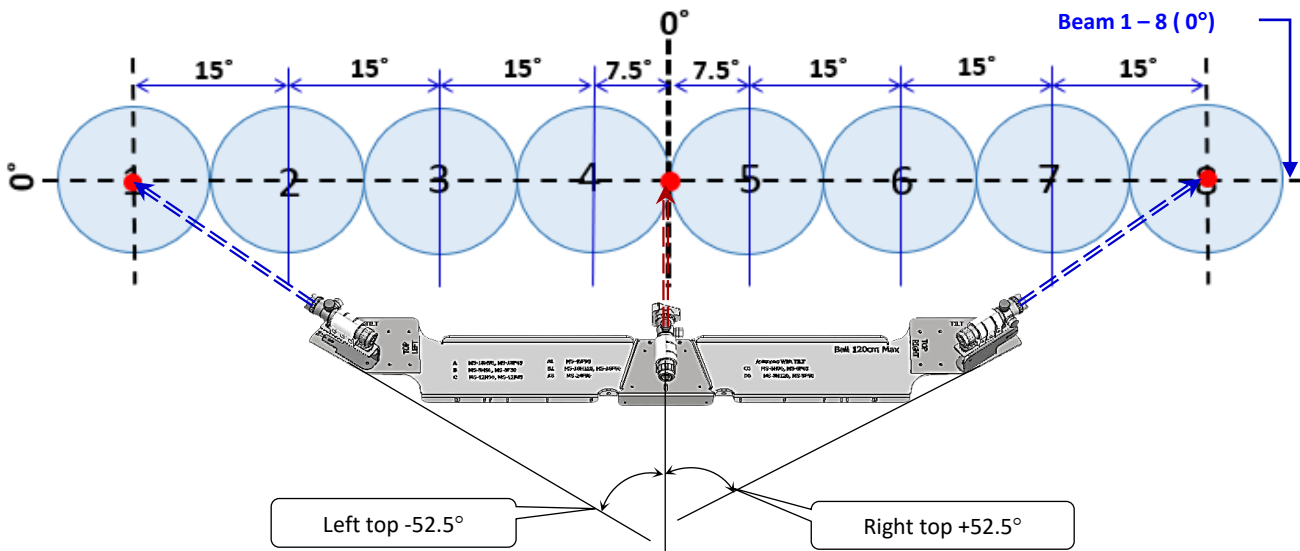 0°
Beam 1 – 8 ( 0°)
15° 15° 15° 7.5° 7.5° 15° 15° 15°
0°
1 2 3 4 5 6 7 8
TILT
TOP LEFT
A
B
C
Ball 120cm Max
TILT
TOP RIGHT
Left top -52.5°
Right top +52.5°